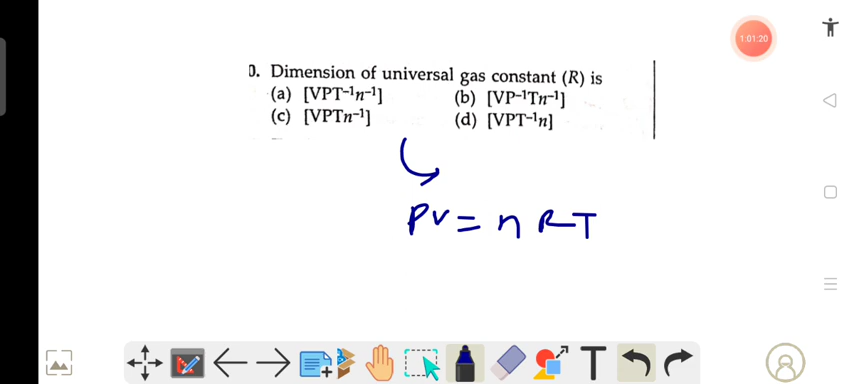 1:01:20
0. Dimension of universal gas constant (R) is
(a) [VPT⁻¹n⁻¹] (b) [VP⁻¹Tn⁻¹]
(c) [VPTn⁻¹] (d) [VPT⁻¹n]
PV = nRT
T